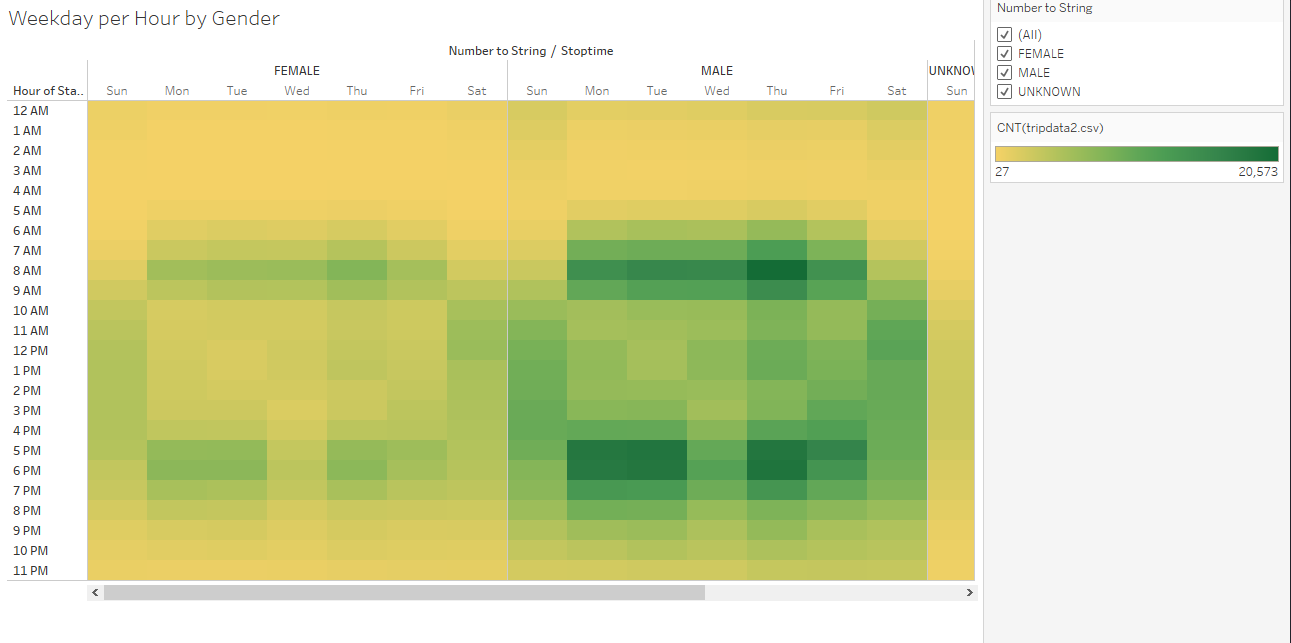 Weekday per Hour by Gender
Number to String / Stoptime
FEMALE MALE UNKNOW
Hour of Sta.. Sun Mon Tue Wed Thu Fri Sat Sun Mon Tue Wed Thu Fri Sat Sun
12 AM
1 AM
2 AM
3 AM
4 AM
5 AM
6 AM
7 AM
8 AM
9 AM
10 AM
11 AM
12 PM
1 PM
2 PM
3 PM
4 PM
5 PM
6 PM
7 PM
8 PM
9 PM
10 PM
11 PM
Number to String
(All)
FEMALE
MALE
UNKNOWN
CNT(tripdata2.csv)
27 20,573